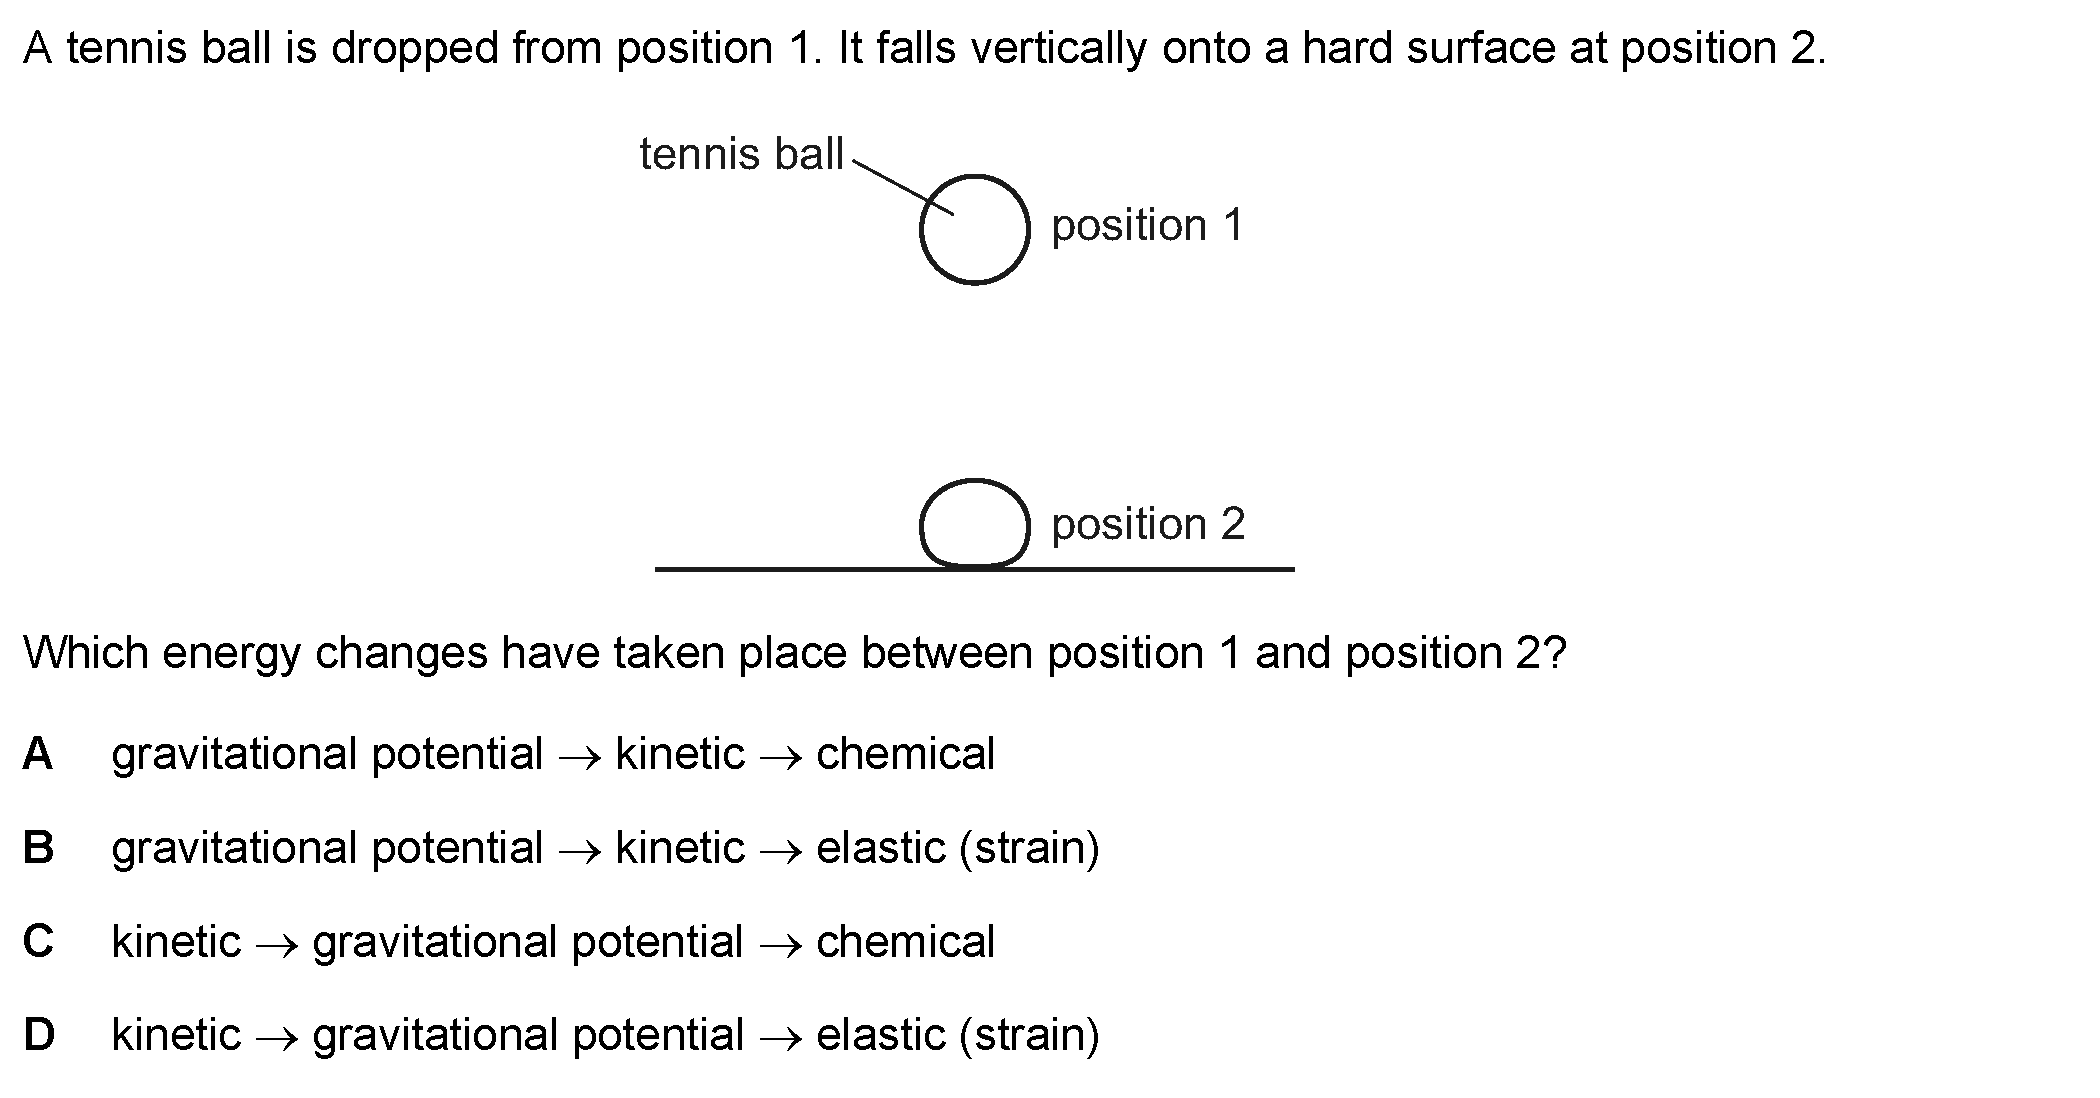 A tennis ball is dropped from position 1. It falls vertically onto a hard surface at position 2.
tennis ball
position 1
position 2
Which energy changes have taken place between position 1 and position 2?
A gravitational potential → kinetic → chemical
B gravitational potential → kinetic → elastic (strain)
C kinetic → gravitational potential → chemical
D kinetic → gravitational potential → elastic (strain)